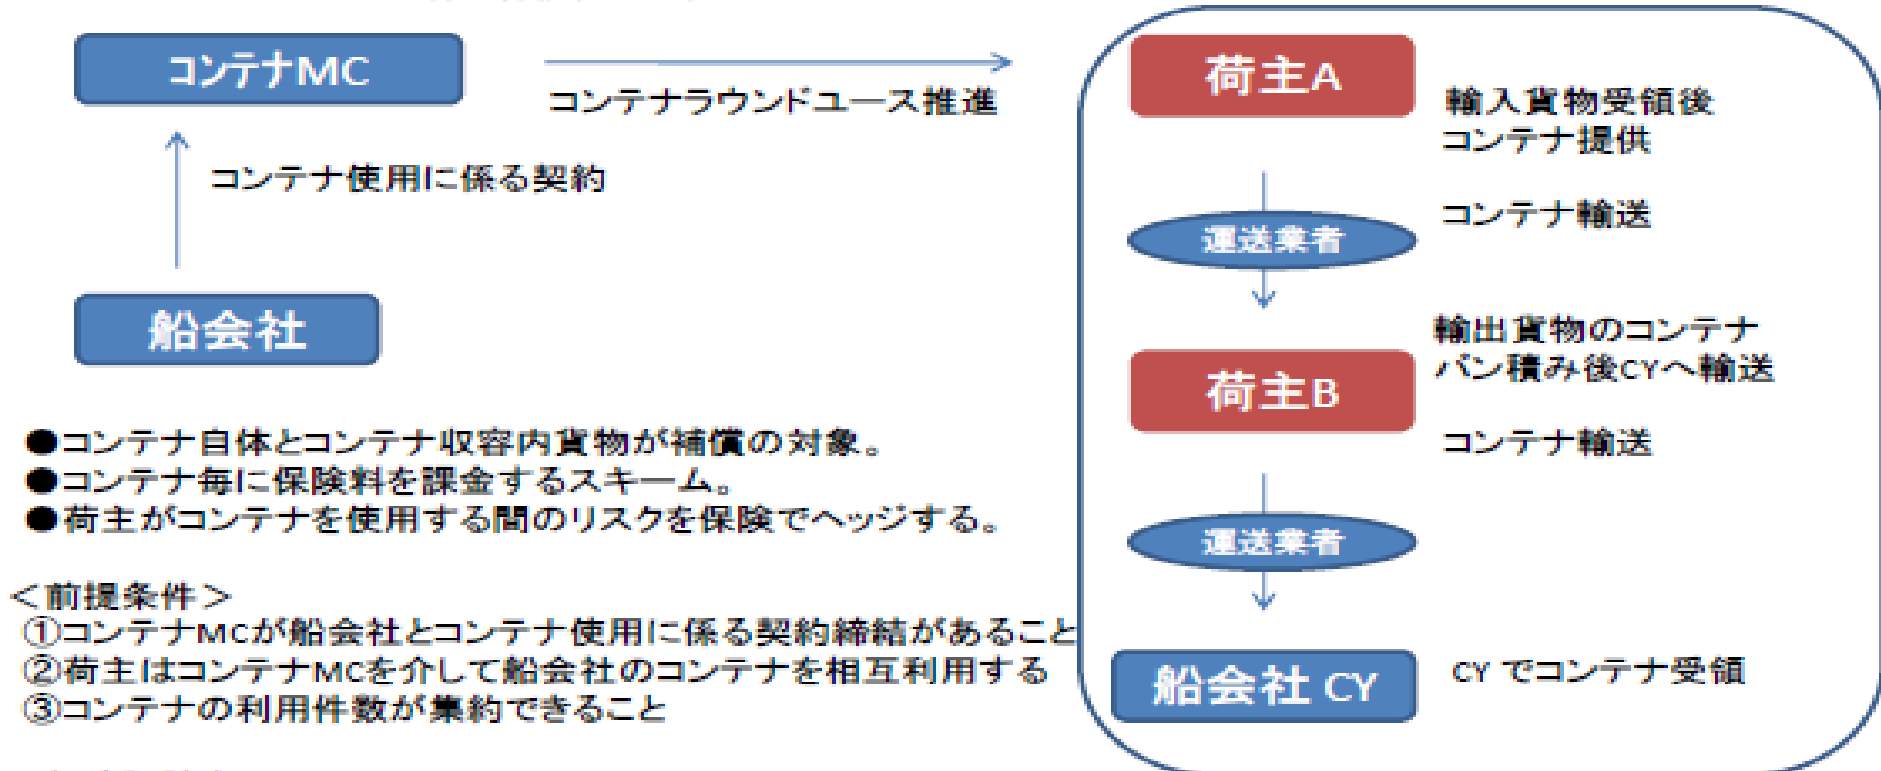 コンテナMC
コンテナラウンドユース推進
コンテナ使用に係る契約
船会社
●コンテナ自体とコンテナ収容内貨物が補償の対象。
●コンテナ毎に保険料を課金するスキーム。
●荷主がコンテナを使用する間のリスクを保険でヘッジする。
＜前提条件＞
①コンテナMCが船会社とコンテナ使用に係る契約締結があること
②荷主はコンテナMCを介して船会社のコンテナを相互利用する
③コンテナの利用件数が集約できること
荷主A
輸入貨物受領後
コンテナ提供
コンテナ輸送
運送業者
輸出貨物のコンテナ
バン積み後CYへ輸送
荷主B
コンテナ輸送
運送業者
船会社 CY
CY でコンテナ受領